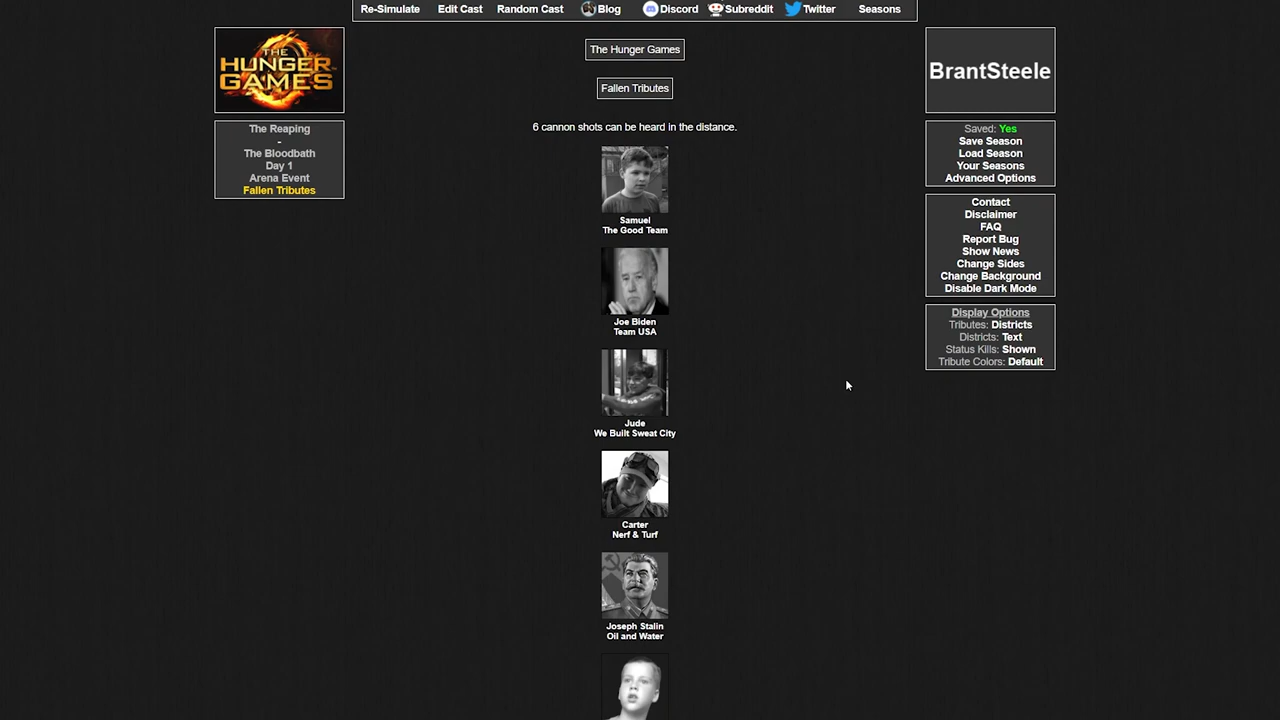 Re-Simulate Edit Cast Random Cast Blog Discord Subreddit Twitter Seasons
THE
HUNGER
GAMES
The Reaping
-
The Bloodbath
Day 1
Arena Event
Fallen Tributes
The Hunger Games
Fallen Tributes
6 cannon shots can be heard in the distance.
Samuel
The Good Team
Joe Biden
Team USA
Jude
We Built Sweat City
Carter
Nerf & Turf
Joseph Stalin
Oil and Water
BrantSteele
Saved: Yes
Save Season
Load Season
Your Seasons
Advanced Options
Contact
Disclaimer
FAQ
Report Bug
Show News
Change Sides
Change Background
Disable Dark Mode
Display Options
Tributes: Districts
Districts: Text
Status Kills: Shown
Tribute Colors: Default